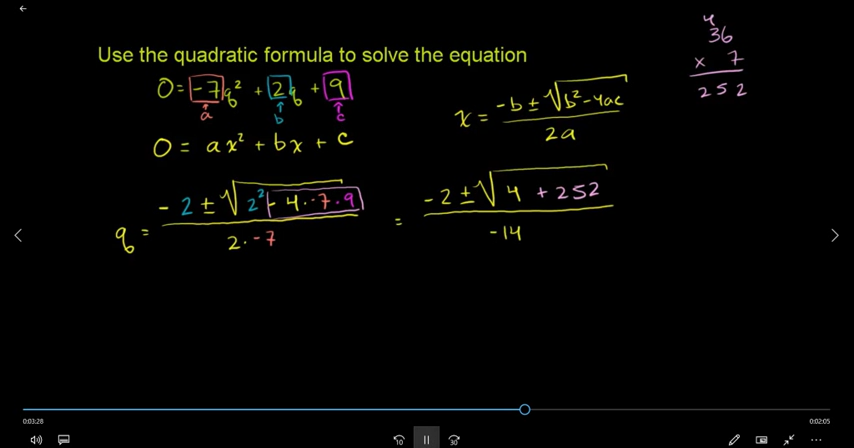 Use the quadratic formula to solve the equation
0 = -7q² + 2q + 9
a b c
0 = ax² + bx + c
x = (-b ± √(b² - 4ac)) / 2a
4
36
x 7
252
q = (-2 ± √(2² - 4 · -7 · 9)) / (2 · -7) = (-2 ± √(4 + 252)) / -14
0:03:28
0:02:05
10
30